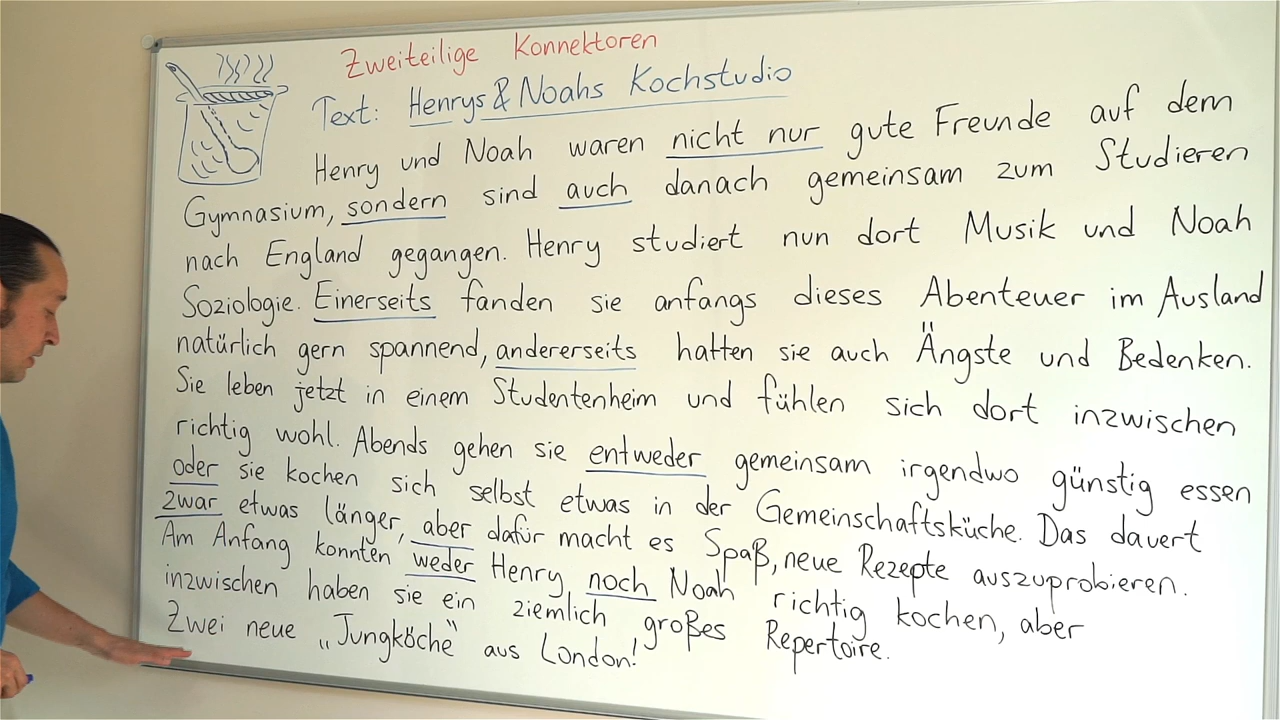 Zweiteilige Konnektoren
Text: Henrys & Noahs Kochstudio
Henry und Noah waren nicht nur gute Freunde auf dem
Gymnasium, sondern sind auch danach gemeinsam zum Studieren
nach England gegangen. Henry studiert nun dort Musik und Noah
Soziologie. Einerseits fanden sie anfangs dieses Abenteuer im Ausland
natürlich gern spannend, andererseits hatten sie auch Ängste und Bedenken.
Sie leben jetzt in einem Studentenheim und fühlen sich dort inzwischen
richtig wohl. Abends gehen sie entweder gemeinsam irgendwo günstig essen
oder sie kochen sich selbst etwas in der Gemeinschaftsküche. Das dauert
zwar etwas länger, aber dafür macht es Spaß, neue Rezepte auszuprobieren.
Am Anfang konnten weder Henry noch Noah richtig kochen, aber
inzwischen haben sie ein ziemlich großes Repertoire.
Zwei neue „Jungköche“ aus London!